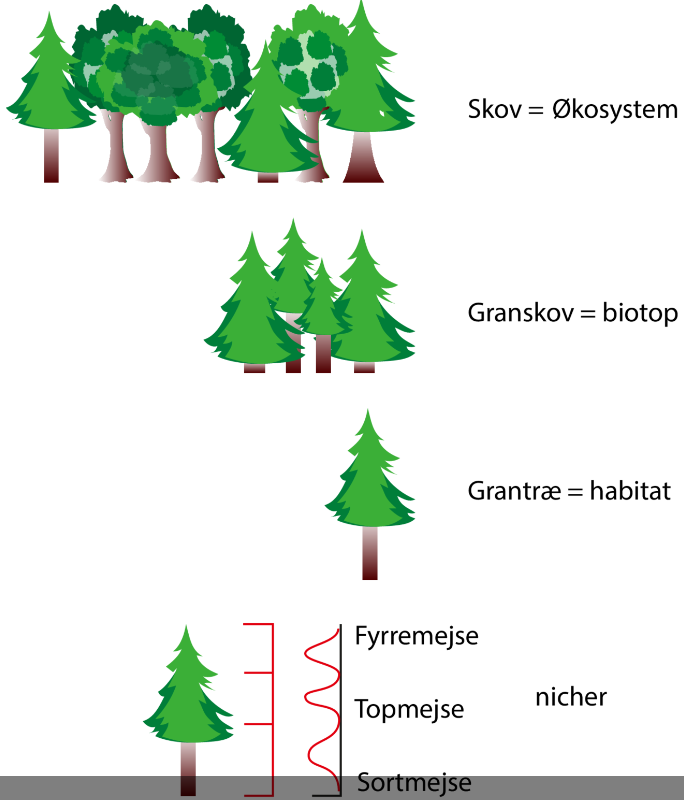 Skov = Økosystem
Granskov = biotop
Grantræ = habitat
Fyrremejse
Topmejse
nicher
Sortmejse